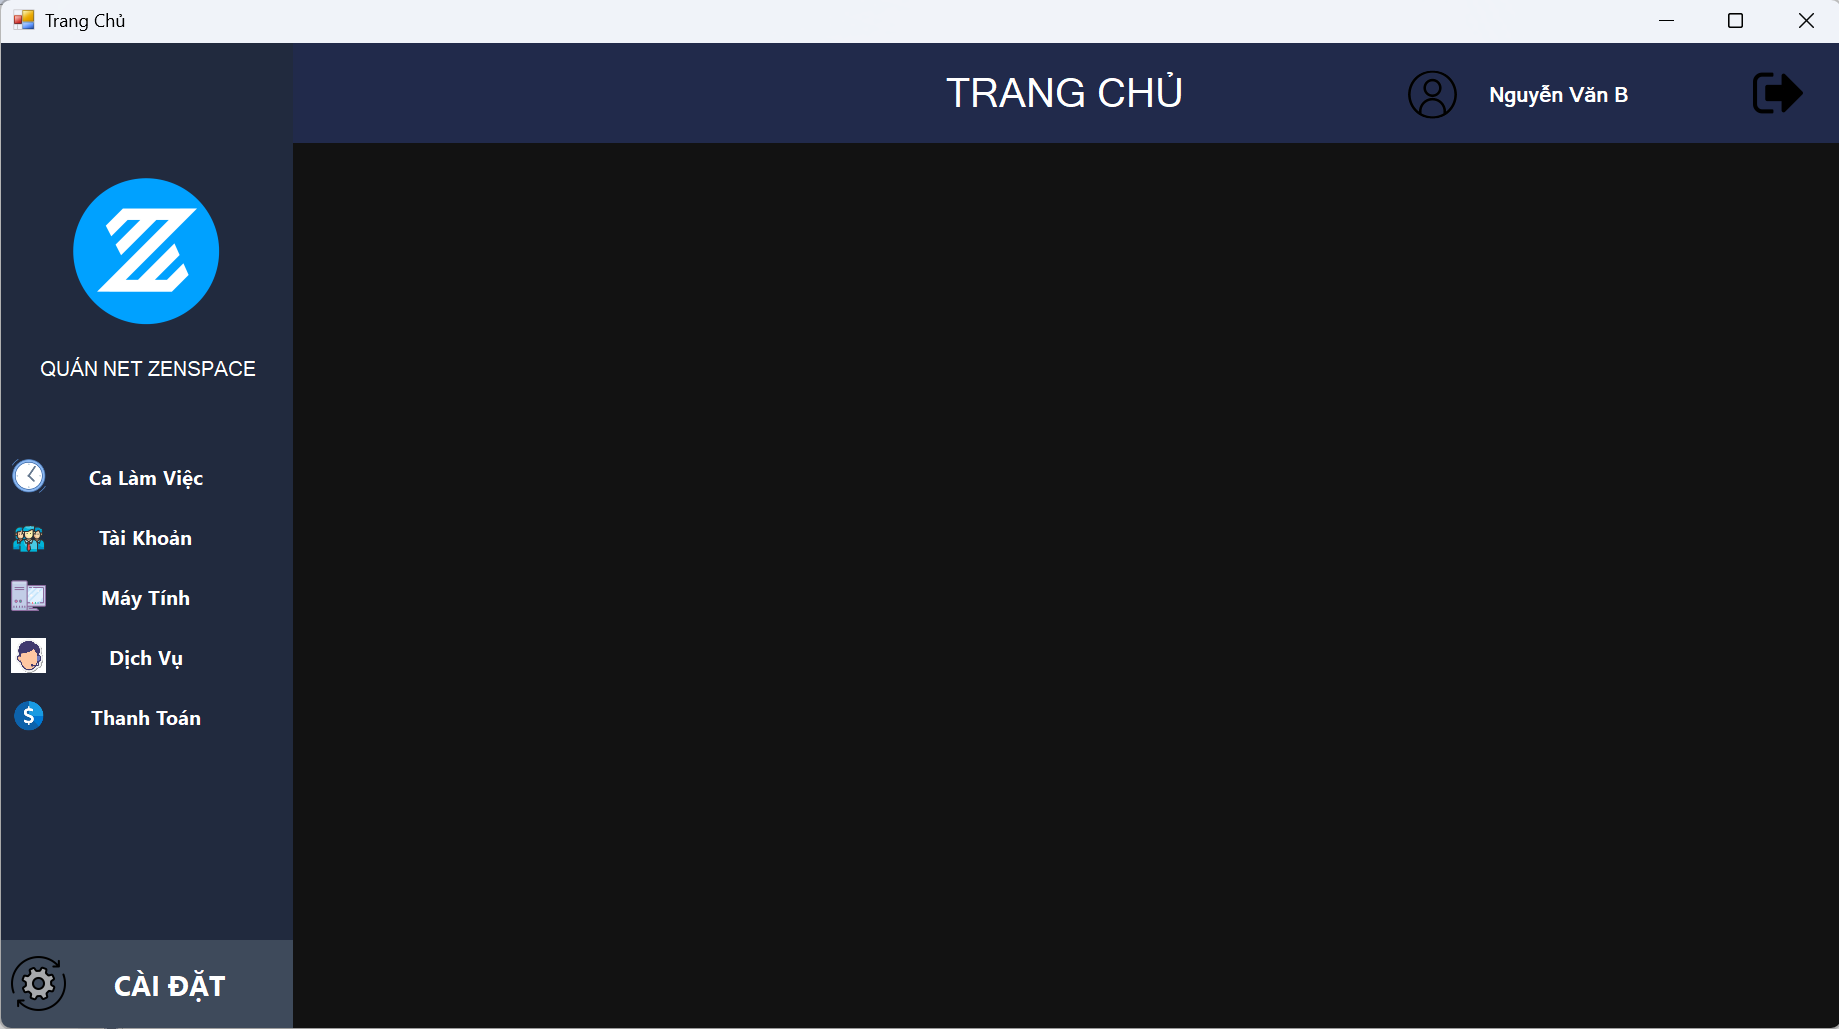 Trang Chủ
TRANG CHỦ
Nguyễn Văn B
QUÁN NET ZENSPACE
Ca Làm Việc
Tài Khoản
Máy Tính
Dịch Vụ
$
Thanh Toán
CÀI ĐẶT